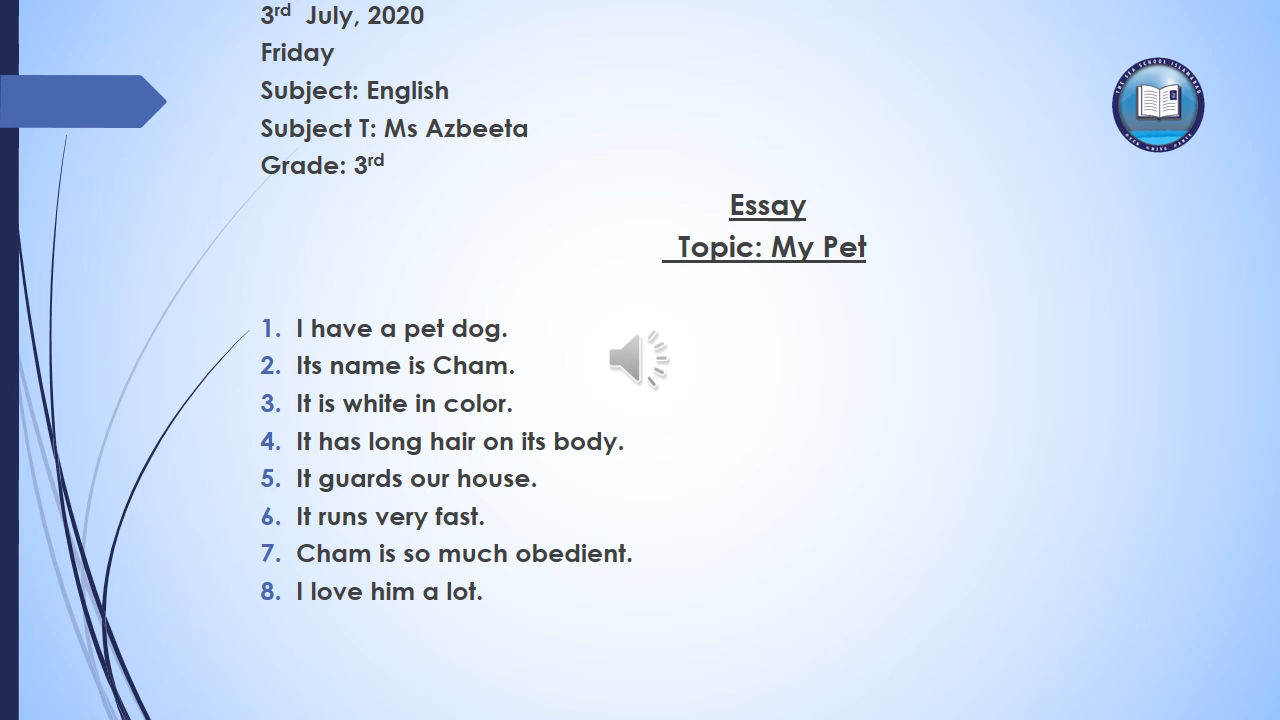 3rd July, 2020
Friday
Subject: English
Subject T: Ms Azbeeta
Grade: 3rd
Essay
Topic: My Pet
1. I have a pet dog.
2. Its name is Cham.
3. It is white in color.
4. It has long hair on its body.
5. It guards our house.
6. It runs very fast.
7. Cham is so much obedient.
8. I love him a lot.